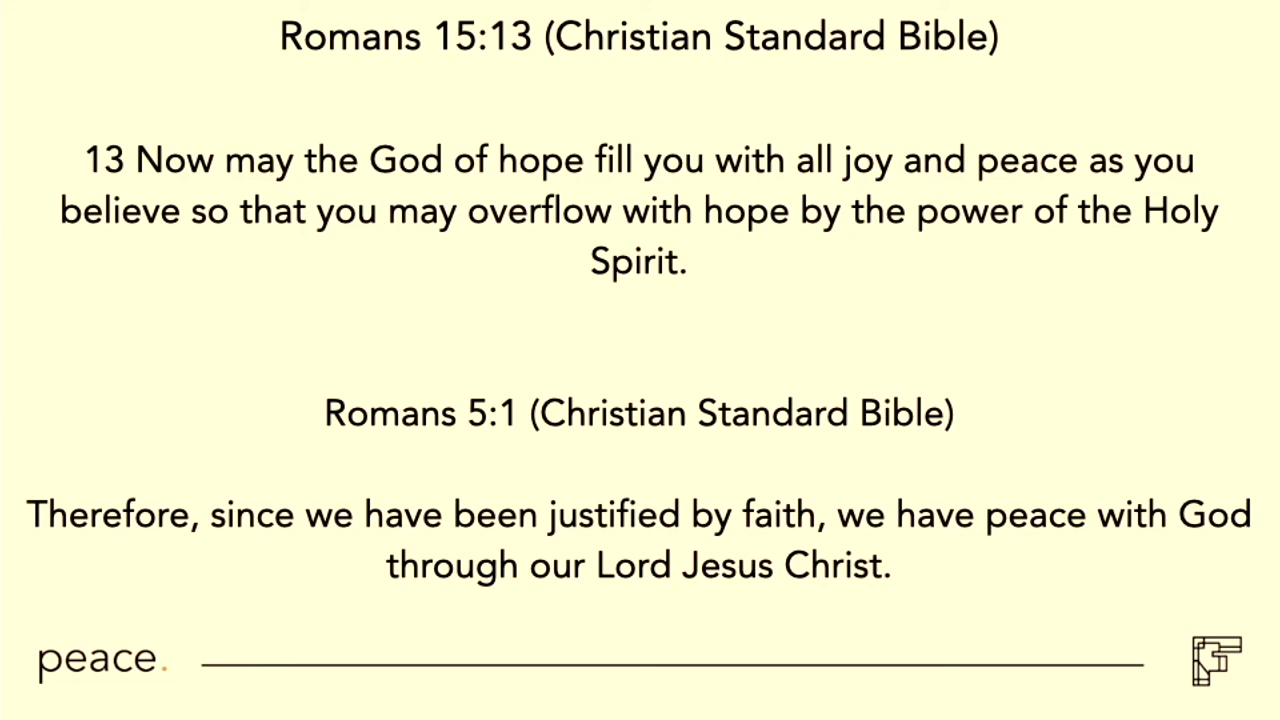 Romans 15:13 (Christian Standard Bible)
13 Now may the God of hope fill you with all joy and peace as you
believe so that you may overflow with hope by the power of the Holy
Spirit.
Romans 5:1 (Christian Standard Bible)
Therefore, since we have been justified by faith, we have peace with God
through our Lord Jesus Christ.
peace.